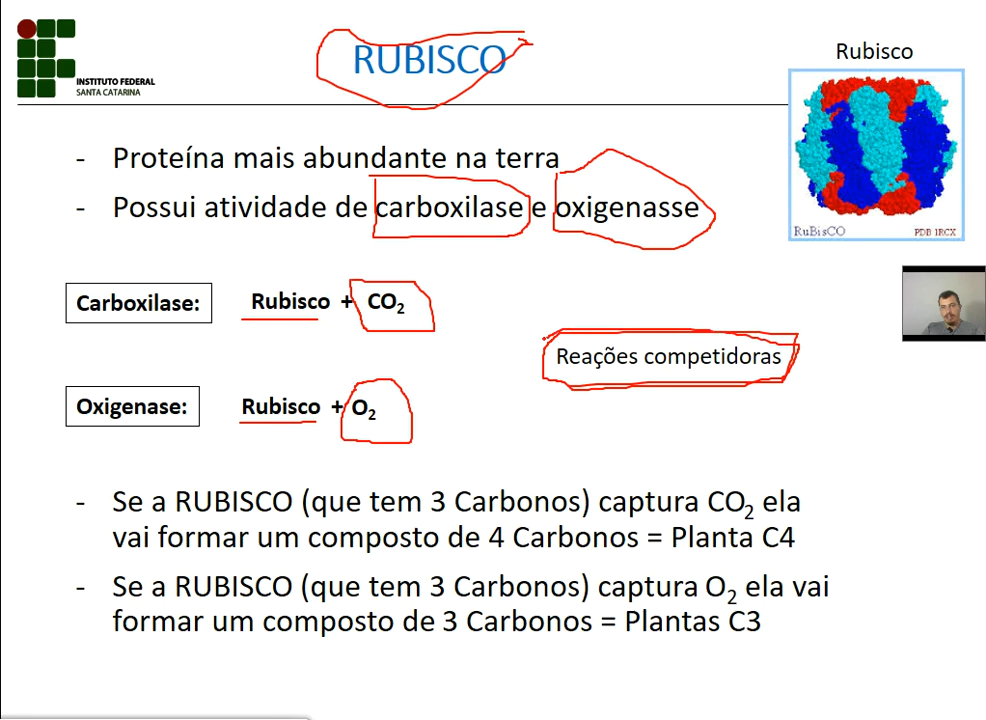 INSTITUTO FEDERAL
SANTA CATARINA
RUBISCO
Rubisco
- Proteína mais abundante na terra
- Possui atividade de carboxilase e oxigenasse
RuBisCO PDB 1RCX
Carboxilase: Rubisco + CO₂
Reações competidoras
Oxigenase: Rubisco + O₂
- Se a RUBISCO (que tem 3 Carbonos) captura CO₂ ela
vai formar um composto de 4 Carbonos = Planta C4
- Se a RUBISCO (que tem 3 Carbonos) captura O₂ ela vai
formar um composto de 3 Carbonos = Plantas C3